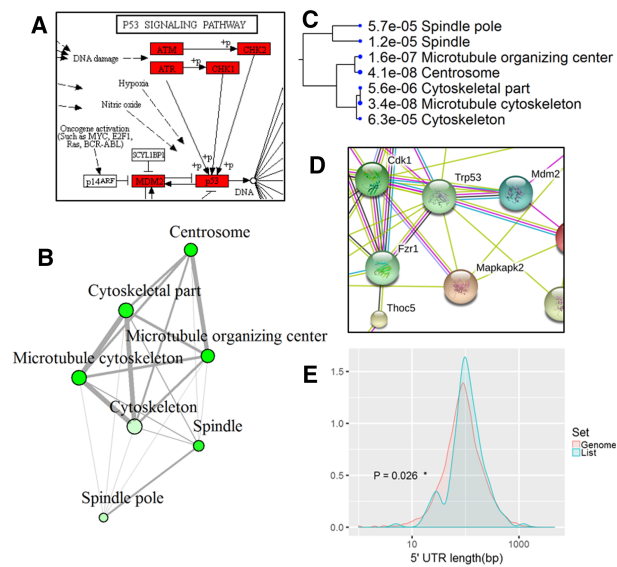 A
P53 SIGNALING PATHWAY
ATM
+p
CHK2
DNA damage
ATR
+p
CHK1
Hypoxia
Nitric oxide
Oncogene activation
(Such as MYC, E2F1,
Ras, BCR-ABL)
SCYL1BP1
+p
+p
+p
p14ARF
MDM2
p53
DNA
B
Centrosome
Cytoskeletal part
Microtubule organizing center
Microtubule cytoskeleton
Cytoskeleton
Spindle
Spindle pole
C
5.7e-05 Spindle pole
1.2e-05 Spindle
1.6e-07 Microtubule organizing center
4.1e-08 Centrosome
5.6e-06 Cytoskeletal part
3.4e-08 Microtubule cytoskeleton
6.3e-05 Cytoskeleton
D
Cdk1
Trp53
Mdm2
Fzr1
Mapkapk2
Thoc5
E
1.5
1.0
0.5
0.0
P = 0.026 *
10
1000
5' UTR length(bp)
Set
Genome
List